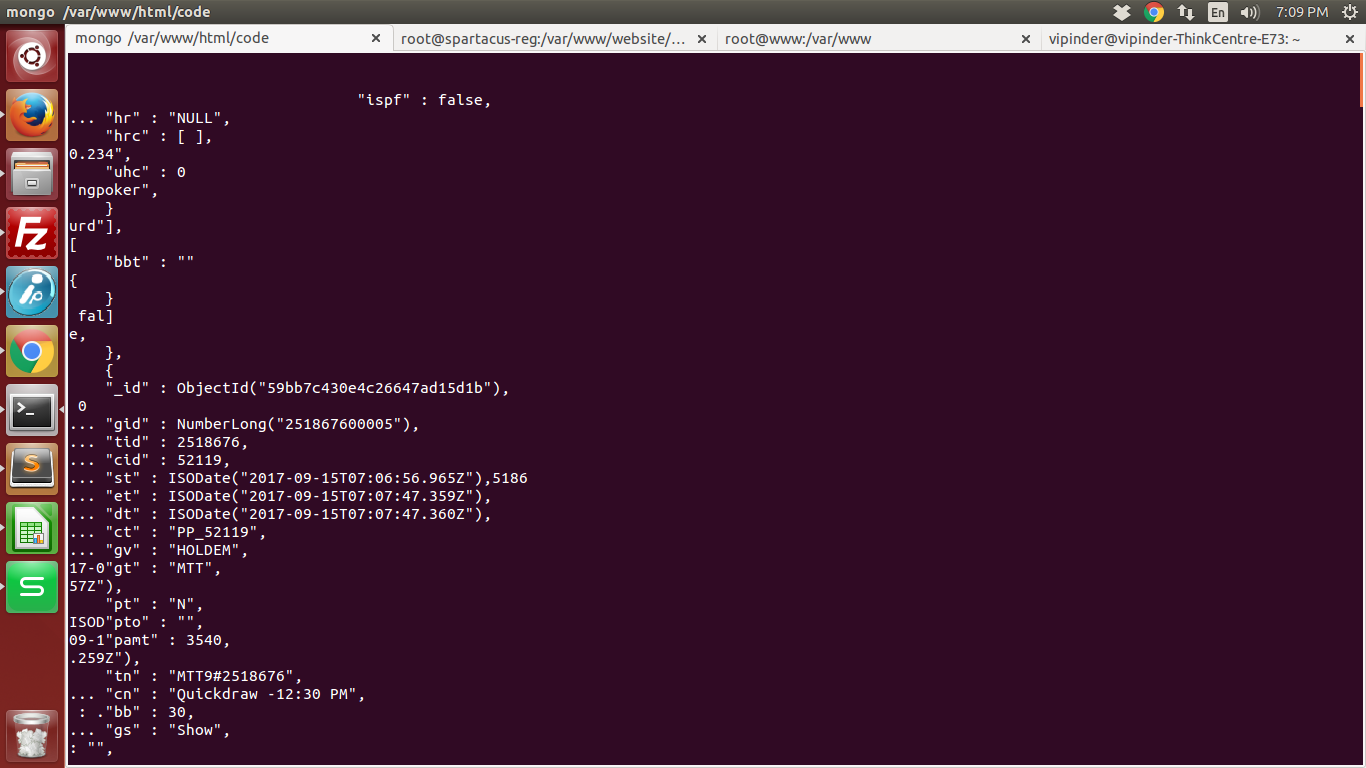 mongo /var/www/html/code
En
7:09 PM
mongo /var/www/html/code
root@spartacus-reg:/var/www/website/...
root@www:/var/www
vipinder@vipinder-ThinkCentre-E73: ~
"ispf" : false,
... "hr" : "NULL",
"hrc" : [ ],
0.234",
"uhc" : 0
"ngpoker",
}
urd"],
[
"bbt" : ""
{
}
fal]
e,
},
{
"_id" : ObjectId("59bb7c430e4c26647ad15d1b"),
0
... "gid" : NumberLong("251867600005"),
... "tid" : 2518676,
... "cid" : 52119,
... "st" : ISODate("2017-09-15T07:06:56.965Z"),5186
... "et" : ISODate("2017-09-15T07:07:47.359Z"),
... "dt" : ISODate("2017-09-15T07:07:47.360Z"),
... "ct" : "PP_52119",
... "gv" : "HOLDEM",
17-0"gt" : "MTT",
57Z"),
"pt" : "N",
ISOD"pto" : "",
09-1"pamt" : 3540,
.259Z"),
"tn" : "MTT9#2518676",
... "cn" : "Quickdraw -12:30 PM",
: ."bb" : 30,
... "gs" : "Show",
: "",